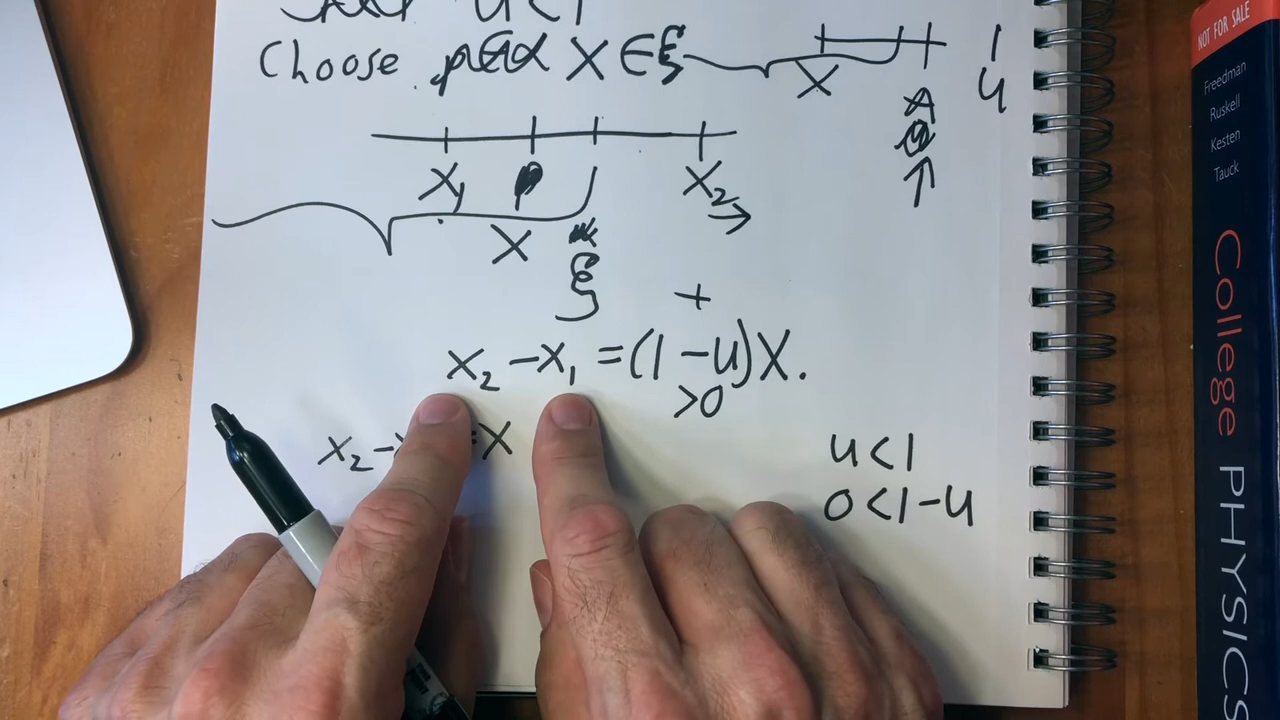 u<1
Choose X ∈ ξ
X
1
u
x₁
p
x₂
X
ξ
+
x₂ - x₁ = (1 - u) X.
>0
x₂ - = X
u < 1
0 < 1 - u
NOT FOR SALE
Freedman
Ruskell
Kesten
Tauck
College PHYSICS